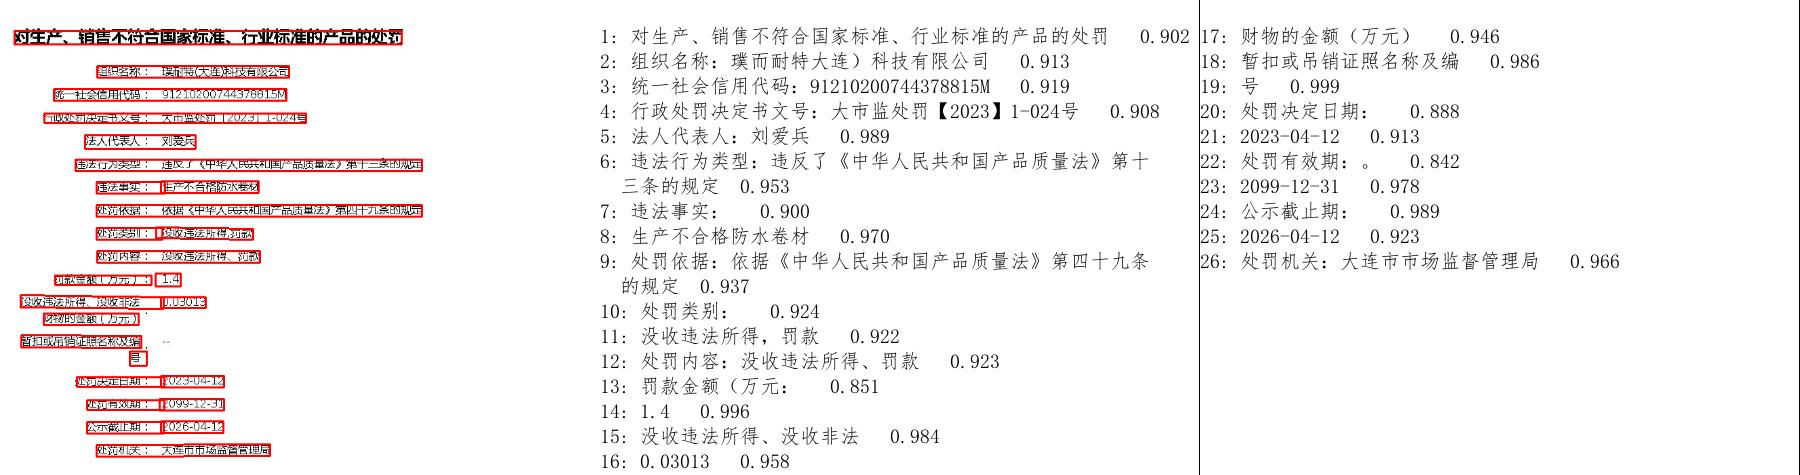 对生产、销售不符合国家标准、行业标准的产品的处罚
组织名称： 璞耐特(大连)科技有限公司
统一社会信用代码： 91210200744378815M
行政处罚决定书文号： 大市监处罚〔2023〕1-024号
法人代表人： 刘爱兵
违法行为类型： 违反了《中华人民共和国产品质量法》第十三条的规定
违法事实： 生产不合格防水卷材
处罚依据： 依据《中华人民共和国产品质量法》第四十九条的规定
处罚类别： 没收违法所得,罚款
处罚内容： 没收违法所得、罚款
罚款金额（万元）： 1.4
没收违法所得、没收非法 0.03013
财物的金额（万元）：
暂扣或吊销证照名称及编 --
号：
处罚决定日期： 2023-04-12
处罚有效期： 2099-12-31
公示截止期： 2026-04-12
处罚机关： 大连市市场监督管理局
1: 对生产、销售不符合国家标准、行业标准的产品的处罚 0.902
2: 组织名称: 璞而耐特大连）科技有限公司 0.913
3: 统一社会信用代码: 91210200744378815M 0.919
4: 行政处罚决定书文号: 大市监处罚【2023】1-024号 0.908
5: 法人代表人: 刘爱兵 0.989
6: 违法行为类型: 违反了《中华人民共和国产品质量法》第十
三条的规定 0.953
7: 违法事实: 0.900
8: 生产不合格防水卷材 0.970
9: 处罚依据: 依据《中华人民共和国产品质量法》第四十九条
的规定 0.937
10: 处罚类别: 0.924
11: 没收违法所得, 罚款 0.922
12: 处罚内容: 没收违法所得、罚款 0.923
13: 罚款金额（万元: 0.851
14: 1.4 0.996
15: 没收违法所得、没收非法 0.984
16: 0.03013 0.958
17: 财物的金额（万元） 0.946
18: 暂扣或吊销证照名称及编 0.986
19: 号 0.999
20: 处罚决定日期: 0.888
21: 2023-04-12 0.913
22: 处罚有效期: 。 0.842
23: 2099-12-31 0.978
24: 公示截止期: 0.989
25: 2026-04-12 0.923
26: 处罚机关: 大连市市场监督管理局 0.966